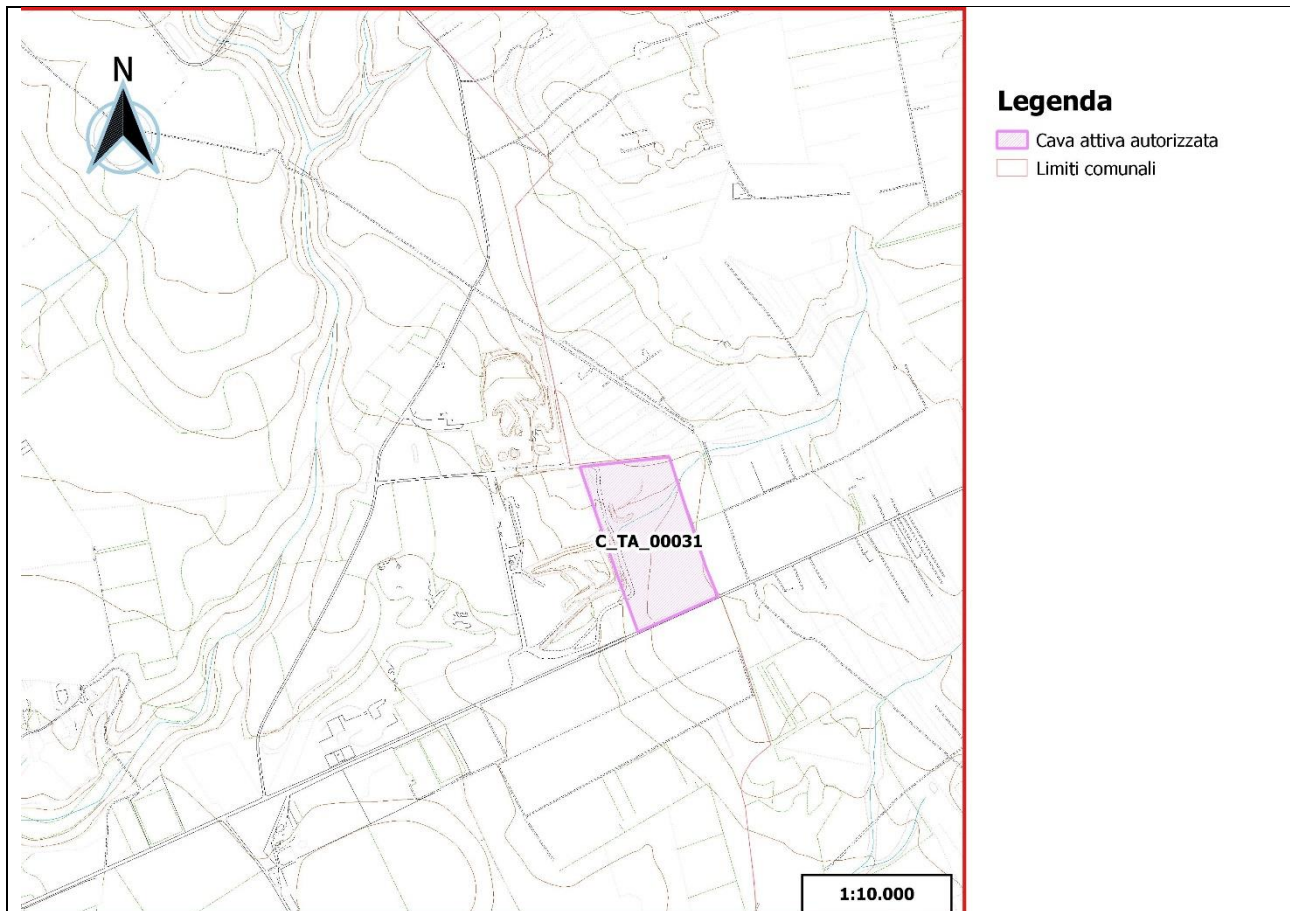 N
Legenda
Cava attiva autorizzata
Limiti comunali
C_TA_00031
1:10.000